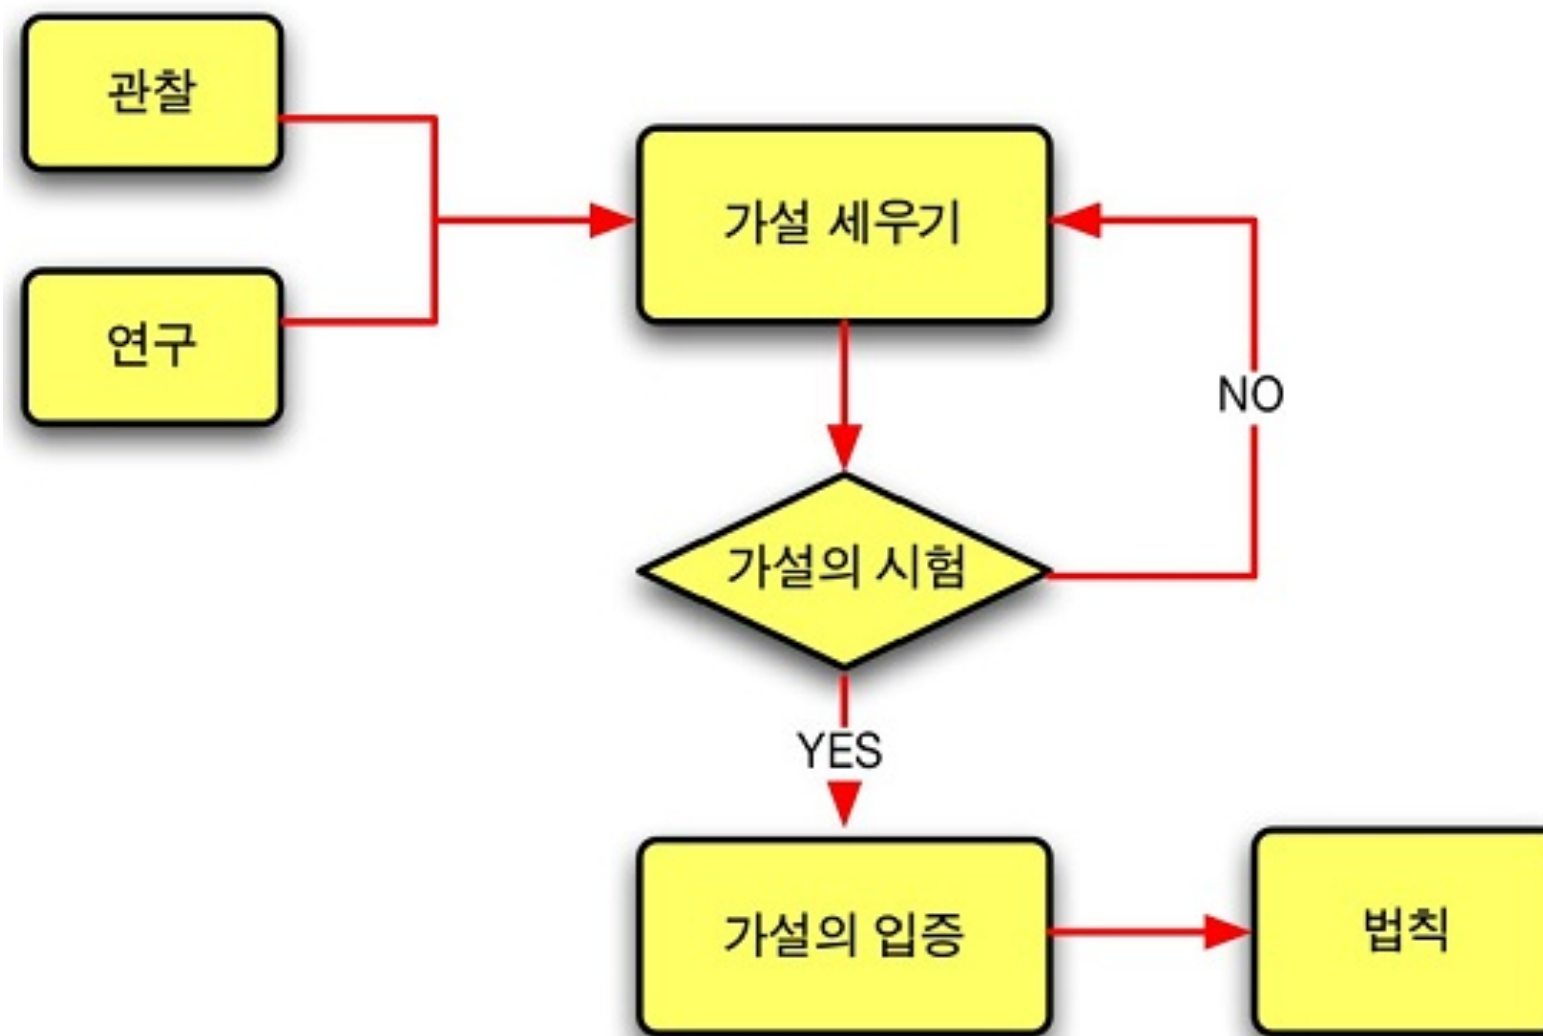 관찰
연구
가설 세우기
NO
가설의 시험
YES
가설의 입증
법칙